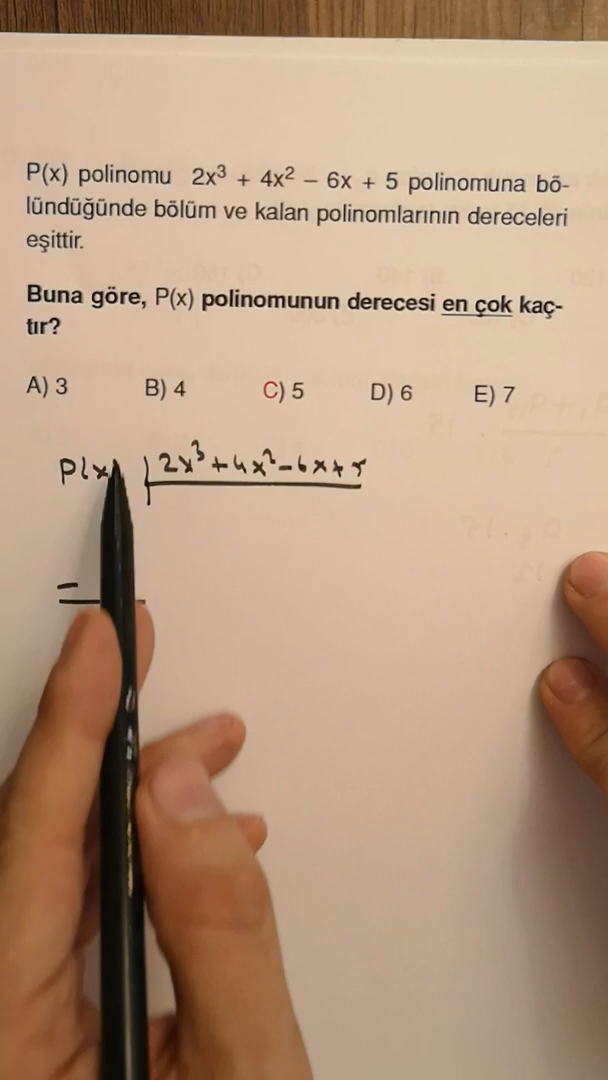 P(x) polinomu 2x³ + 4x² − 6x + 5 polinomuna bö-
lündüğünde bölüm ve kalan polinomlarının dereceleri
eşittir.
Buna göre, P(x) polinomunun derecesi en çok kaç-
tır?
A) 3 B) 4 C) 5 D) 6 E) 7
P(x) 2x³+4x²-6x+5